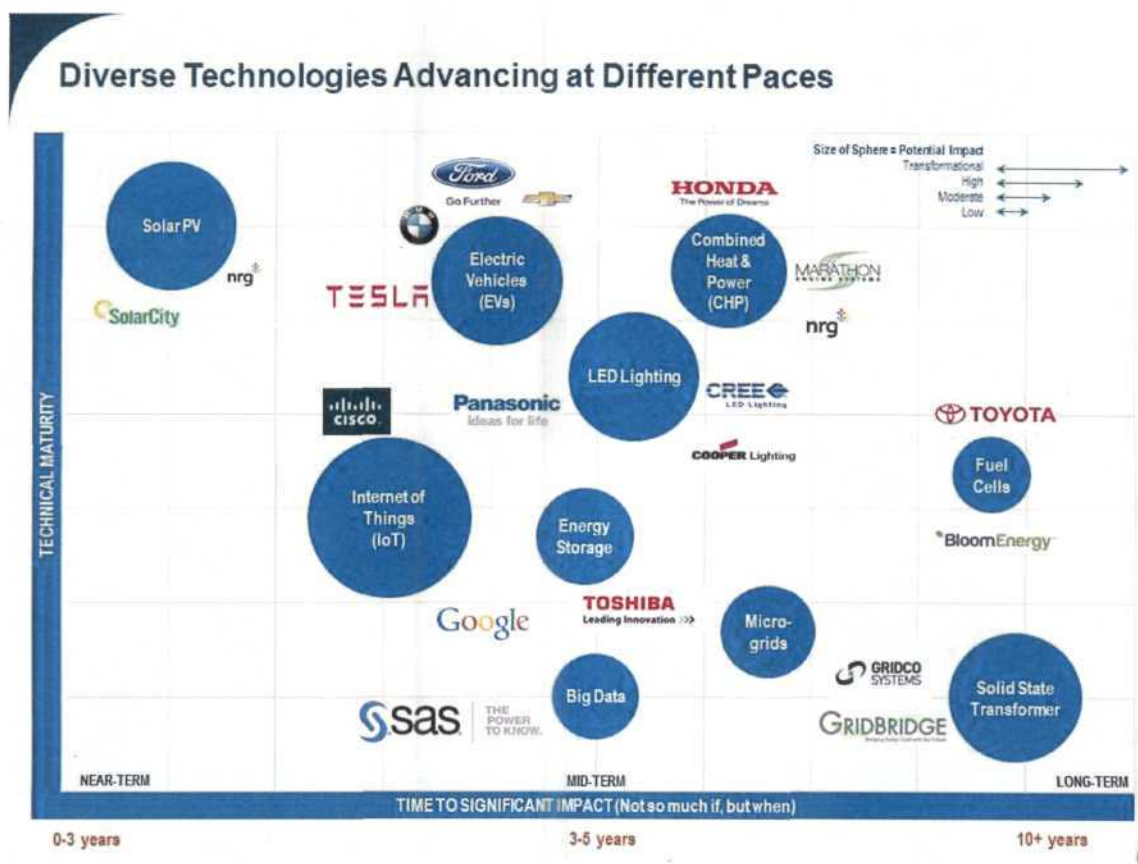 Diverse Technologies Advancing at Different Paces
Size of Sphere = Potential Impact
Transformational
High
Moderate
Low
Solar PV
nrg
SolarCity
Ford
Go Further
TESLA
Electric
Vehicles
(EVs)
HONDA
The Power of Dreams
Combined
Heat &
Power
(CHP)
MARATHON
ENGINE SYSTEMS
nrg
LED Lighting
CREE
LED Lighting
COOPER Lighting
CISCO
Panasonic
ideas for life
TOYOTA
Fuel
Cells
BloomEnergy
Internet of
Things
(IoT)
Energy
Storage
Google
TOSHIBA
Leading Innovation >>>
Micro-
grids
Big Data
sas
THE
POWER
TO KNOW.
GRIDCO
SYSTEMS
GRIDBRIDGE
Solid State
Transformer
TECHNICAL MATURITY
NEAR-TERM
MID-TERM
LONG-TERM
TIME TO SIGNIFICANT IMPACT (Not so much if, but when)
0-3 years
3-5 years
10+ years